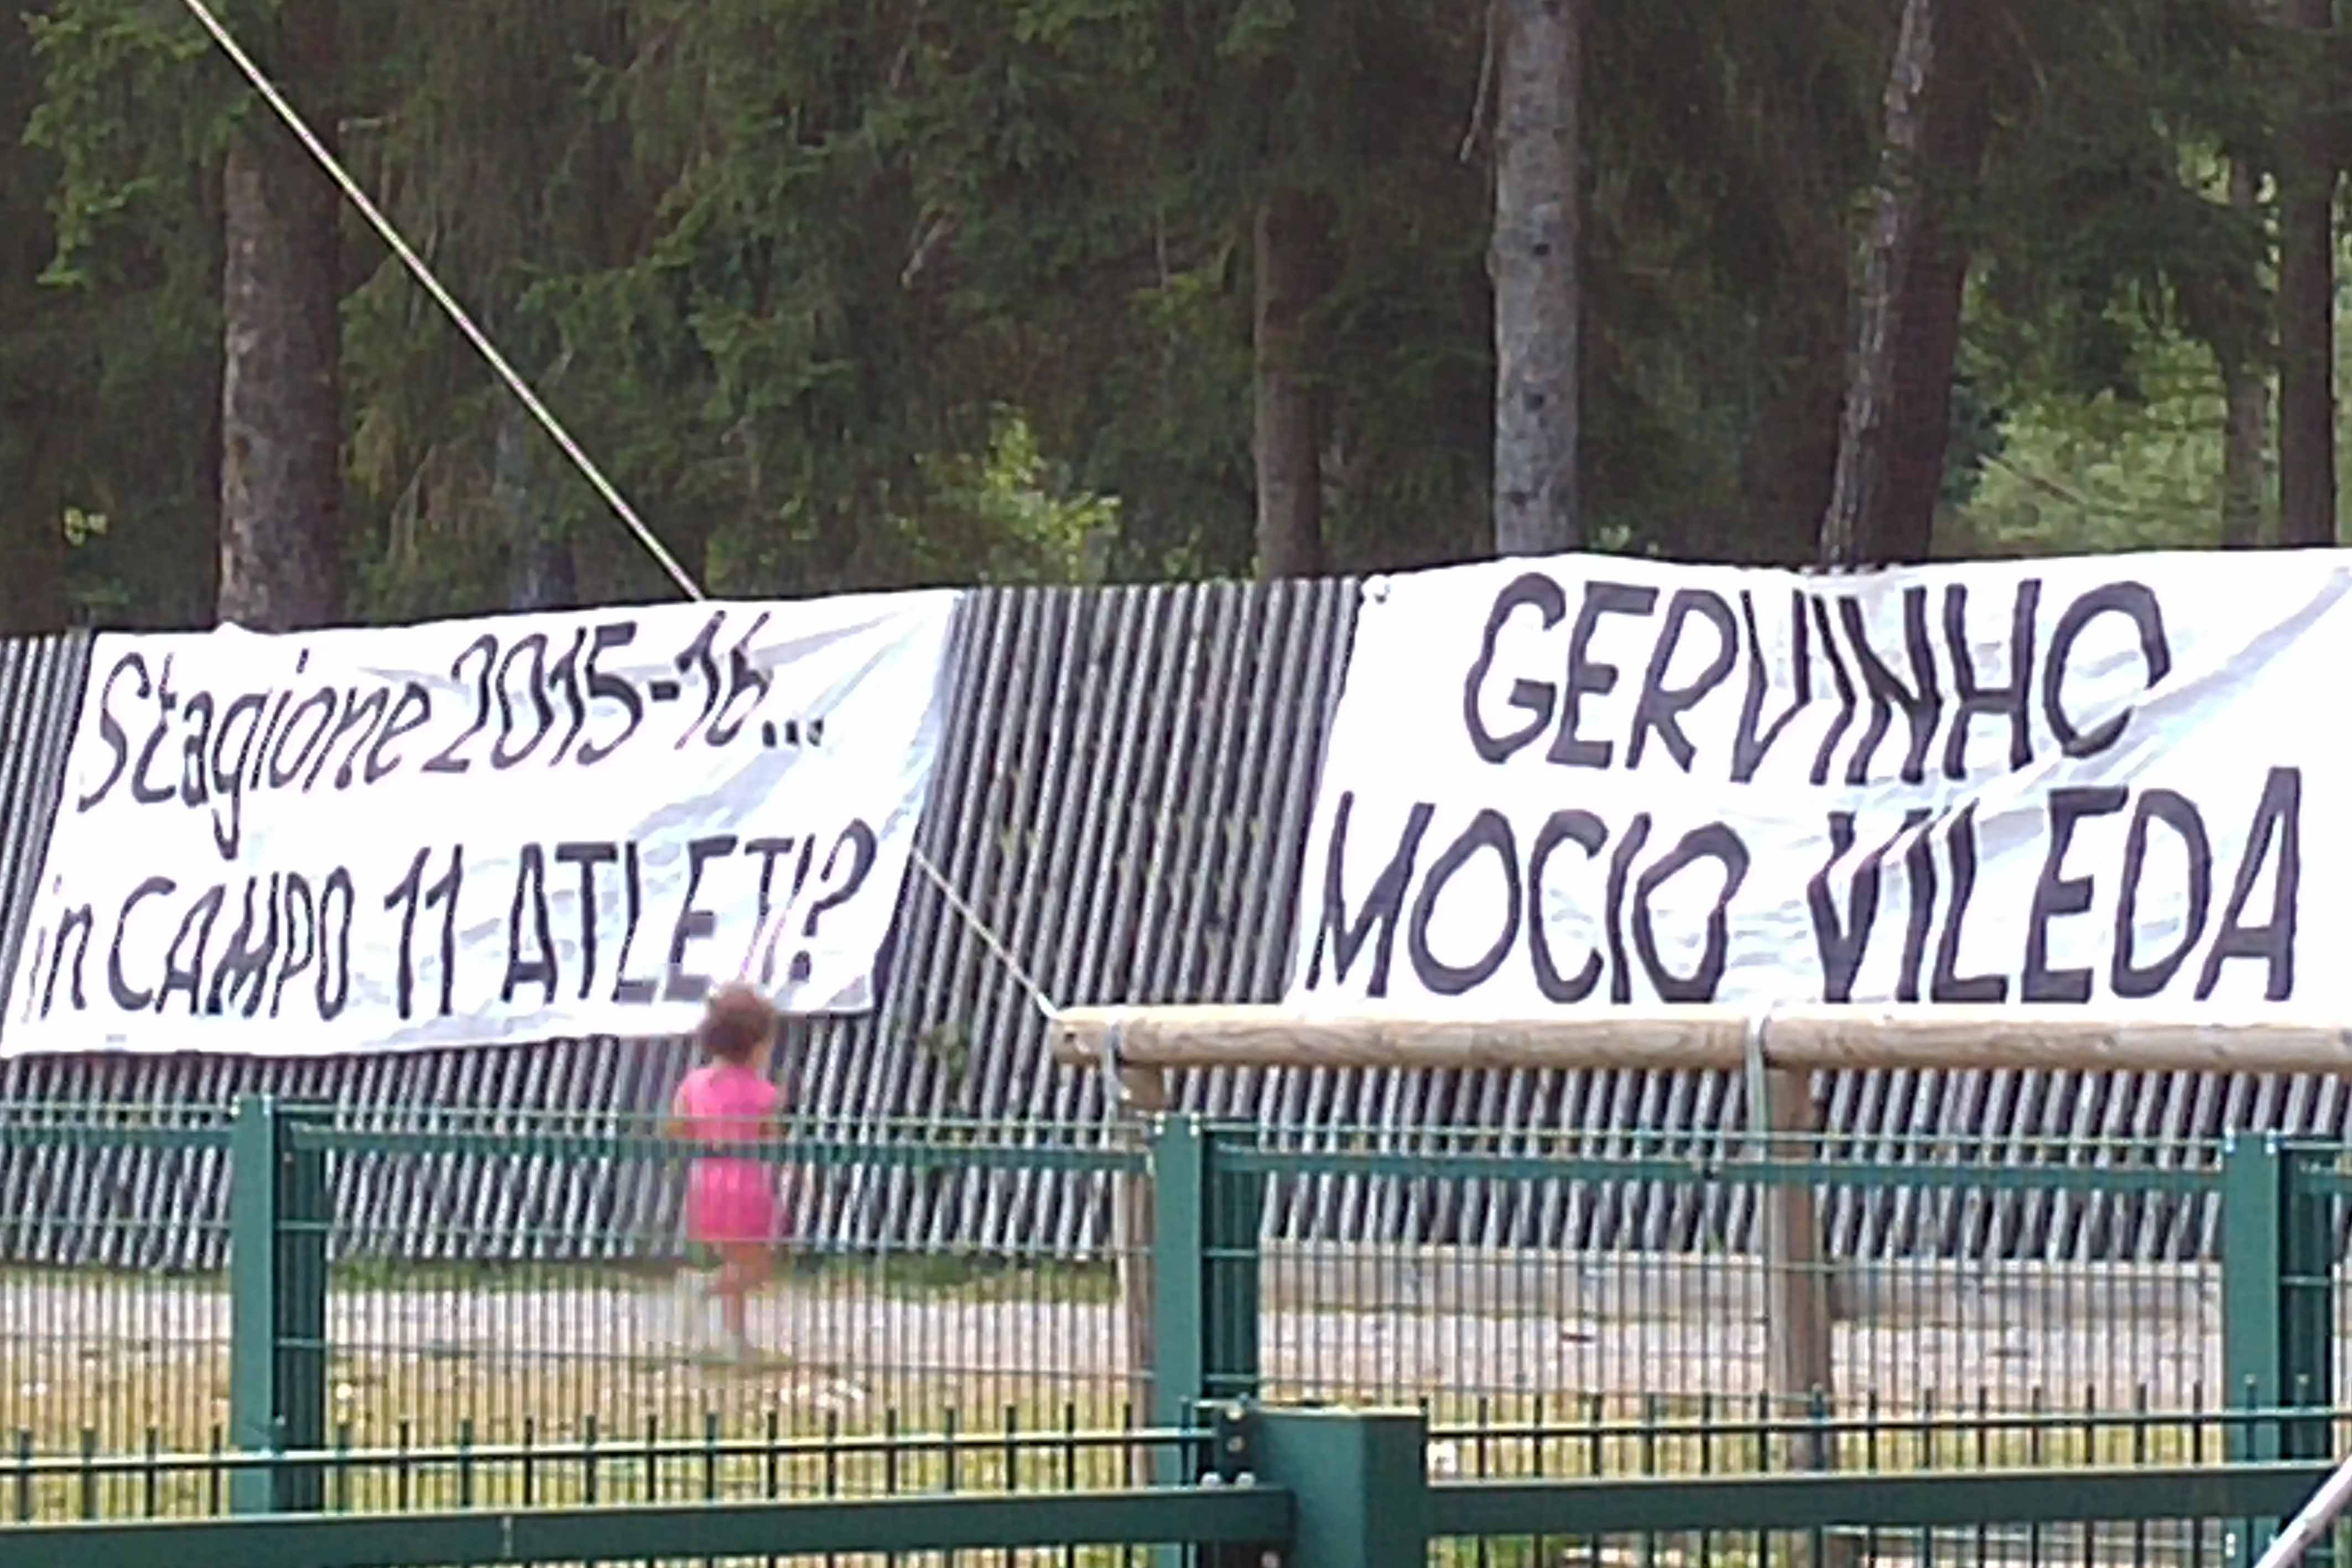 Stagione 2015-16...
in CAMPO 11 ATLETI?
GERVINHO
MOCIO VILEDA